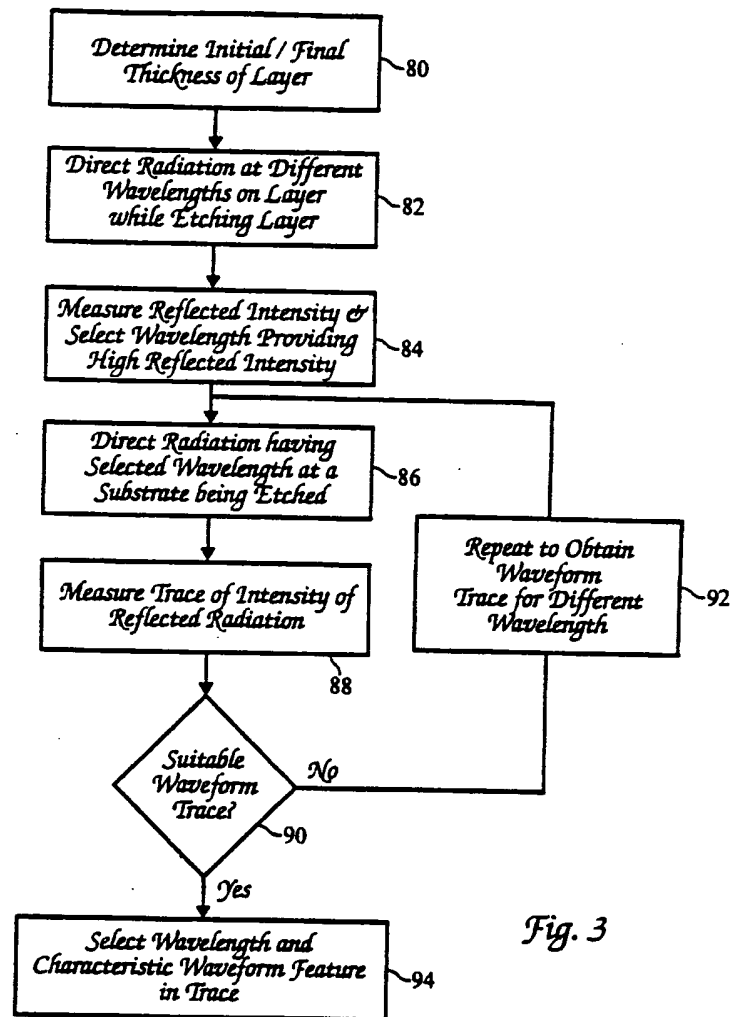 Determine Initial / Final
Thickness of Layer
80
Direct Radiation at Different
Wavelengths on Layer
while Etching Layer
82
Measure Reflected Intensity &
Select Wavelength Providing
High Reflected Intensity
84
Direct Radiation having
Selected Wavelength at a
Substrate being Etched
86
Repeat to Obtain
Waveform
Trace for Different
Wavelength
92
Measure Trace of Intensity of
Reflected Radiation
88
Suitable
Waveform
Trace?
90
No
Yes
Select Wavelength and
Characteristic Waveform Feature
in Trace
94
Fig. 3